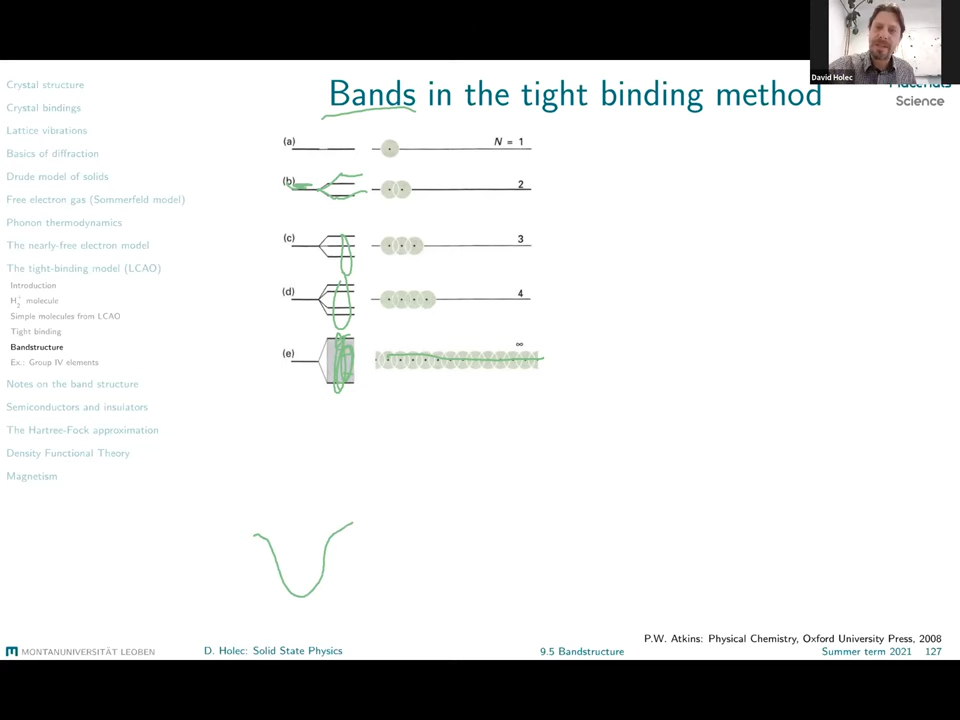 David Holec
Materials
Science
Bands in the tight binding method
Crystal structure
Crystal bindings
Lattice vibrations
Basics of diffraction
Drude model of solids
Free electron gas (Sommerfeld model)
Phonon thermodynamics
The nearly-free electron model
The tight-binding model (LCAO)
Introduction
H₂⁺ molecule
Simple molecules from LCAO
Tight binding
Bandstructure
Ex.: Group IV elements
Notes on the band structure
Semiconductors and insulators
The Hartree-Fock approximation
Density Functional Theory
Magnetism
(a) N = 1
(b) 2
(c) 3
(d) 4
(e) ∞
P.W. Atkins: Physical Chemistry, Oxford University Press, 2008
MONTANUNIVERSITÄT LEOBEN D. Holec: Solid State Physics 9.5 Bandstructure Summer term 2021 127